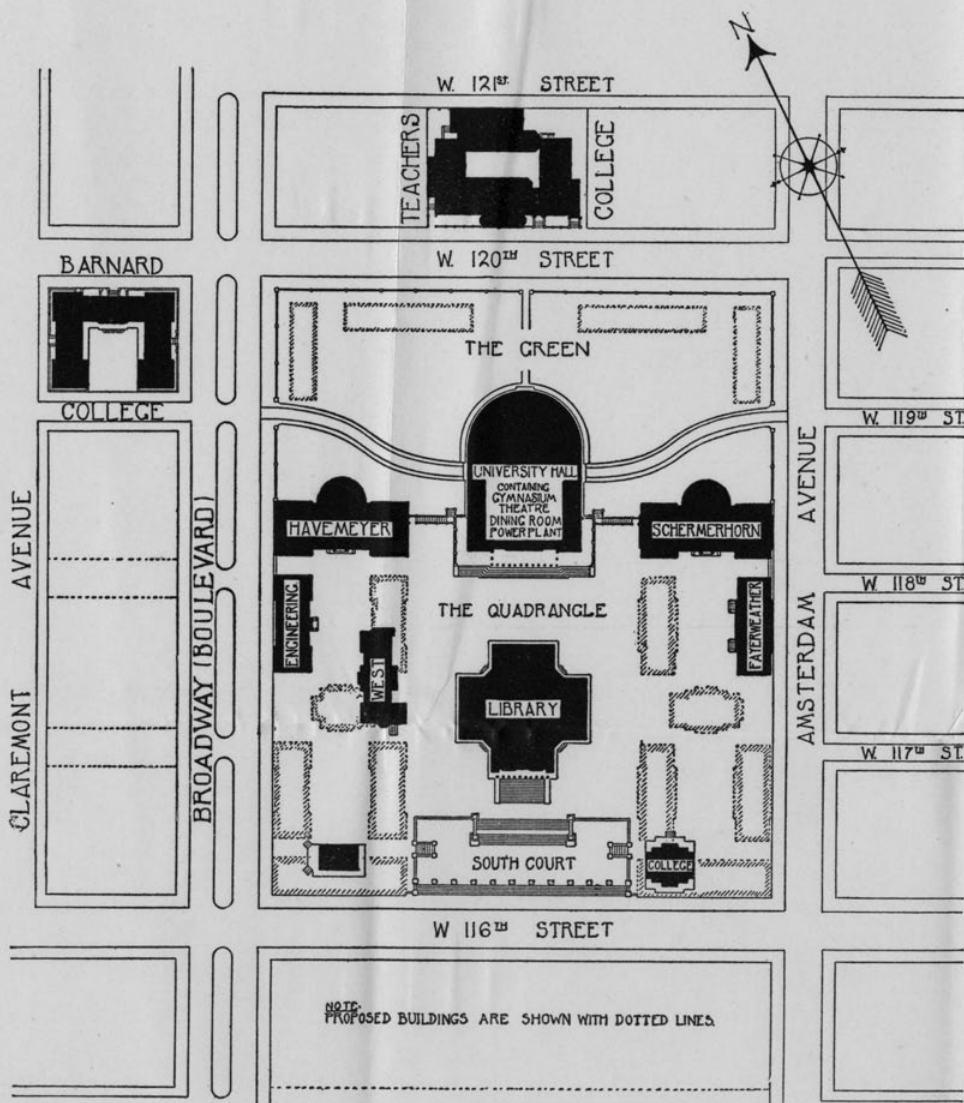 N
W. 121ST. STREET
TEACHERS
COLLEGE
W. 120TH STREET
BARNARD
COLLEGE
THE GREEN
W. 119TH ST.
UNIVERSITY HALL
CONTAINING
GYMNASIUM
THEATRE
DINING ROOM
POWER PLANT
HAVEMEYER
SCHERMERHORN
CLAREMONT AVENUE
BROADWAY (BOULEVARD)
AMSTERDAM AVENUE
W. 118TH ST.
THE QUADRANGLE
ENGINEERING
WEST
FAYERWEATHER
LIBRARY
W. 117TH ST.
SOUTH COURT
COLLEGE
W 116TH STREET
NOTE.
PROPOSED BUILDINGS ARE SHOWN WITH DOTTED LINES.